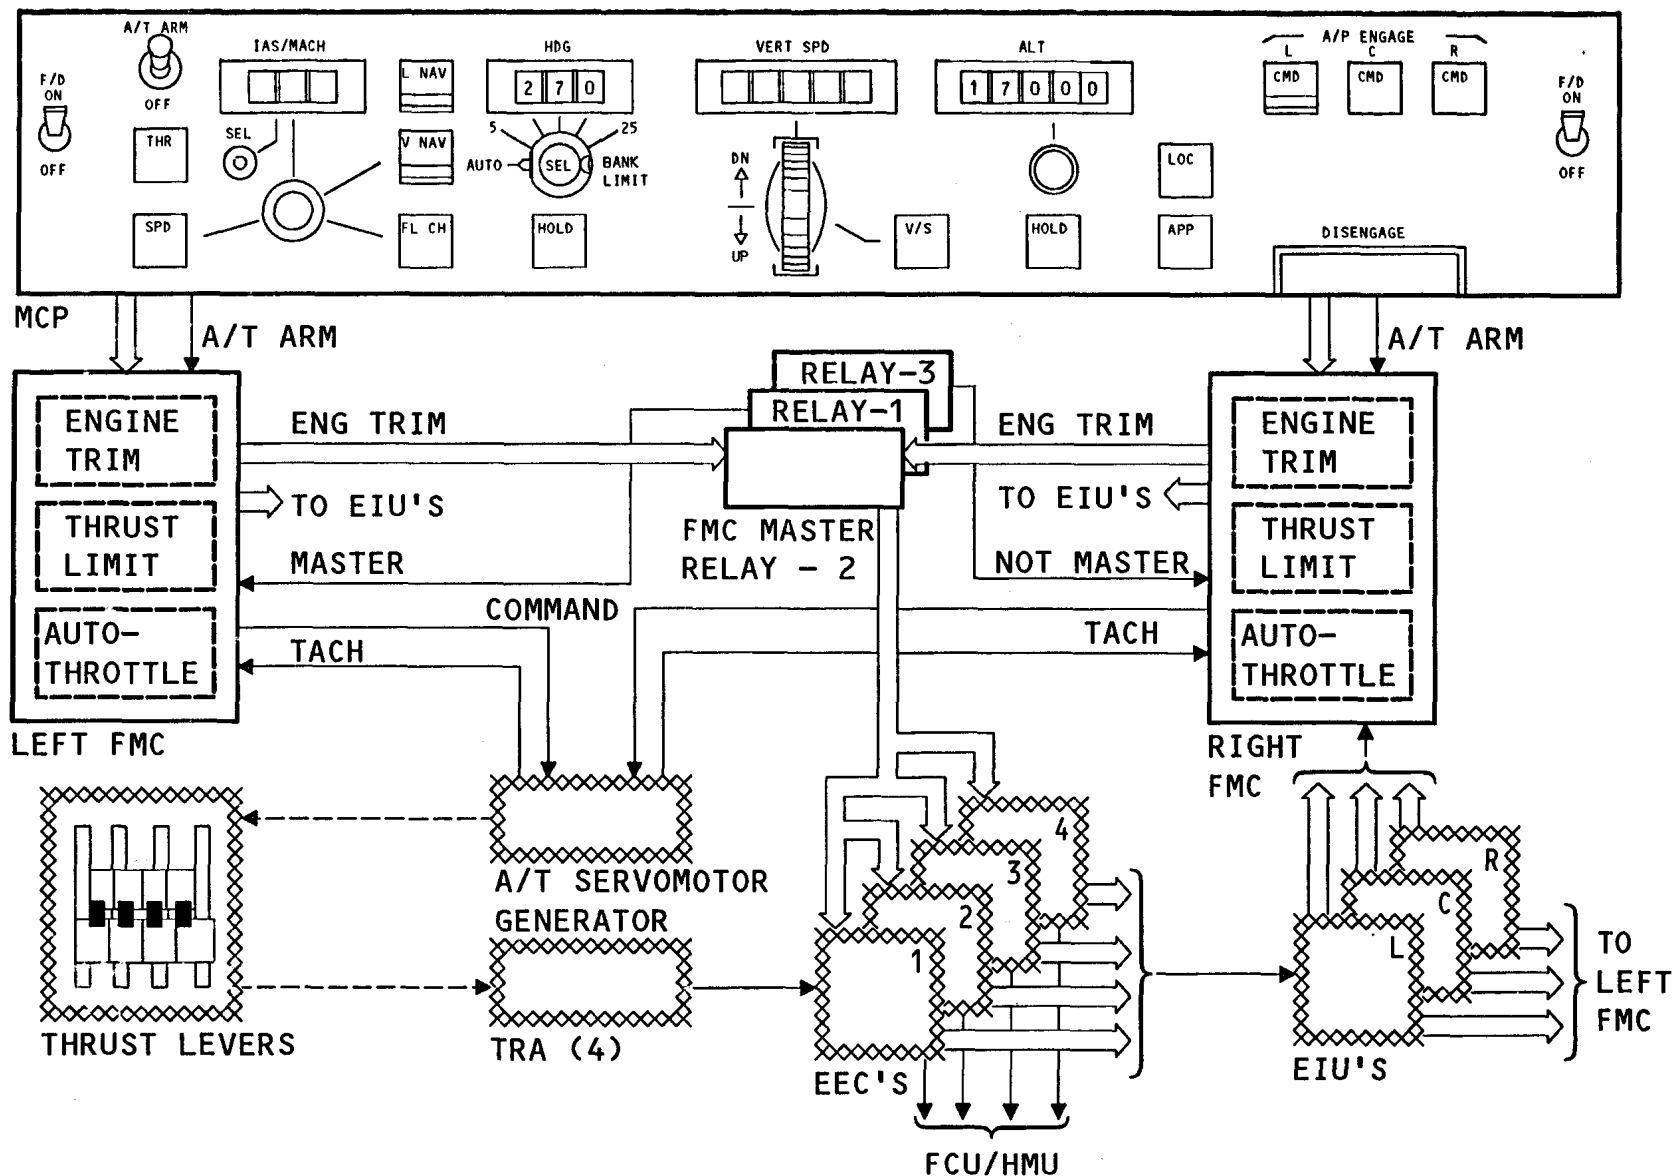 A/T ARM
OFF
F/D
ON
OFF
IAS/MACH
SEL
THR
SPD
L NAV
V NAV
FL CH
HDG
2 7 0
5
25
AUTO
SEL
BANK
LIMIT
HOLD
VERT SPD
DN
UP
V/S
ALT
1 7 0 0 0
HOLD
LOC
APP
A/P ENGAGE
L C R
CMD CMD CMD
DISENGAGE
F/D
ON
OFF
MCP
A/T ARM
A/T ARM
ENGINE
TRIM
THRUST
LIMIT
AUTO-
THROTTLE
LEFT FMC
ENG TRIM
TO EIU'S
MASTER
COMMAND
TACH
RELAY-3
RELAY-1
FMC MASTER
RELAY - 2
ENG TRIM
TO EIU'S
NOT MASTER
TACH
ENGINE
TRIM
THRUST
LIMIT
AUTO-
THROTTLE
RIGHT
FMC
THRUST LEVERS
A/T SERVOMOTOR
GENERATOR
TRA (4)
4
3
2
1
EEC'S
FCU/HMU
R
C
L
EIU'S
TO
LEFT
FMC